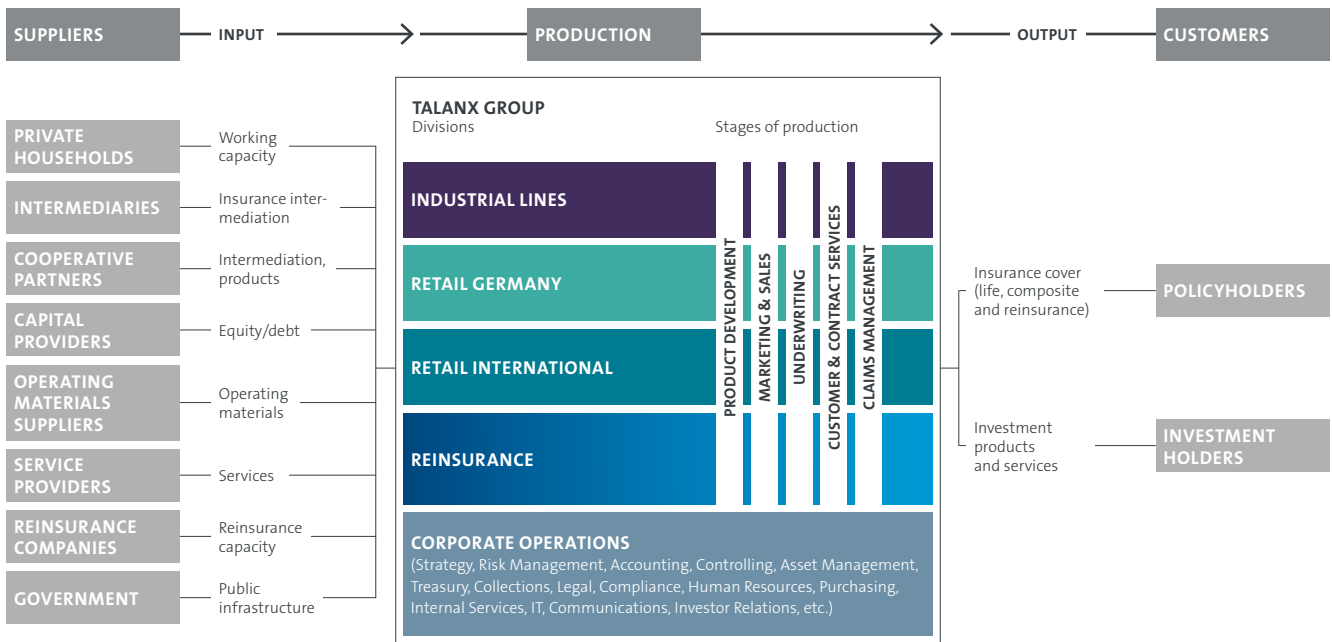 SUPPLIERS
INPUT
PRODUCTION
OUTPUT
CUSTOMERS
PRIVATE
HOUSEHOLDS
Working
capacity
INTERMEDIARIES
Insurance inter-
mediation
COOPERATIVE
PARTNERS
Intermediation,
products
CAPITAL
PROVIDERS
Equity/debt
OPERATING
MATERIALS
SUPPLIERS
Operating
materials
SERVICE
PROVIDERS
Services
REINSURANCE
COMPANIES
Reinsurance
capacity
GOVERNMENT
Public
infrastructure
TALANX GROUP
Divisions
Stages of production
INDUSTRIAL LINES
RETAIL GERMANY
RETAIL INTERNATIONAL
REINSURANCE
PRODUCT DEVELOPMENT
MARKETING & SALES
UNDERWRITING
CUSTOMER & CONTRACT SERVICES
CLAIMS MANAGEMENT
CORPORATE OPERATIONS
(Strategy, Risk Management, Accounting, Controlling, Asset Management,
Treasury, Collections, Legal, Compliance, Human Resources, Purchasing,
Internal Services, IT, Communications, Investor Relations, etc.)
Insurance cover
(life, composite
and reinsurance)
POLICYHOLDERS
Investment
products
and services
INVESTMENT
HOLDERS